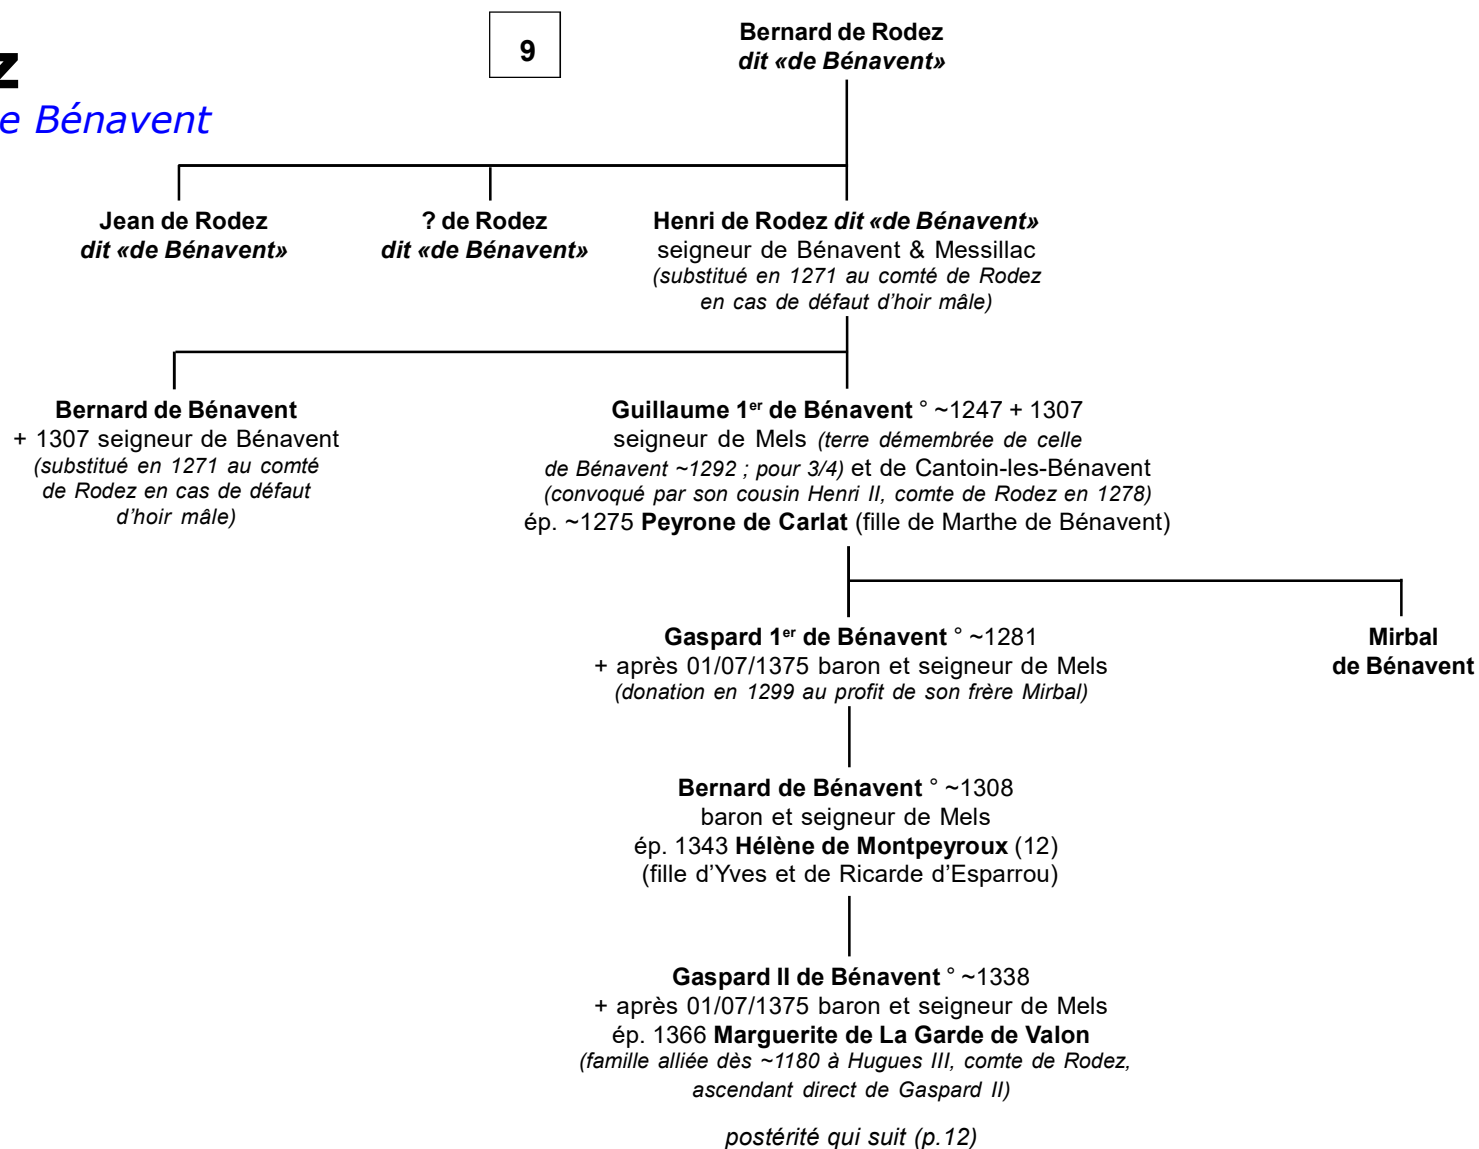 z
e Bénavent
9
Bernard de Rodez
dit «de Bénavent»
Jean de Rodez
dit «de Bénavent»
? de Rodez
dit «de Bénavent»
Henri de Rodez dit «de Bénavent»
seigneur de Bénavent & Messillac
(substitué en 1271 au comté de Rodez
en cas de défaut d'hoir mâle)
Bernard de Bénavent
+ 1307 seigneur de Bénavent
(substitué en 1271 au comté
de Rodez en cas de défaut
d'hoir mâle)
Guillaume 1er de Bénavent ° ~1247 + 1307
seigneur de Mels (terre démembrée de celle
de Bénavent ~1292 ; pour 3/4) et de Cantoin-les-Bénavent
(convoqué par son cousin Henri II, comte de Rodez en 1278)
ép. ~1275 Peyrone de Carlat (fille de Marthe de Bénavent)
Gaspard 1er de Bénavent ° ~1281
+ après 01/07/1375 baron et seigneur de Mels
(donation en 1299 au profit de son frère Mirbal)
Mirbal
de Bénavent
Bernard de Bénavent ° ~1308
baron et seigneur de Mels
ép. 1343 Hélène de Montpeyroux (12)
(fille d'Yves et de Ricarde d'Esparrou)
Gaspard II de Bénavent ° ~1338
+ après 01/07/1375 baron et seigneur de Mels
ép. 1366 Marguerite de La Garde de Valon
(famille alliée dès ~1180 à Hugues III, comte de Rodez,
ascendant direct de Gaspard II)
postérité qui suit (p.12)